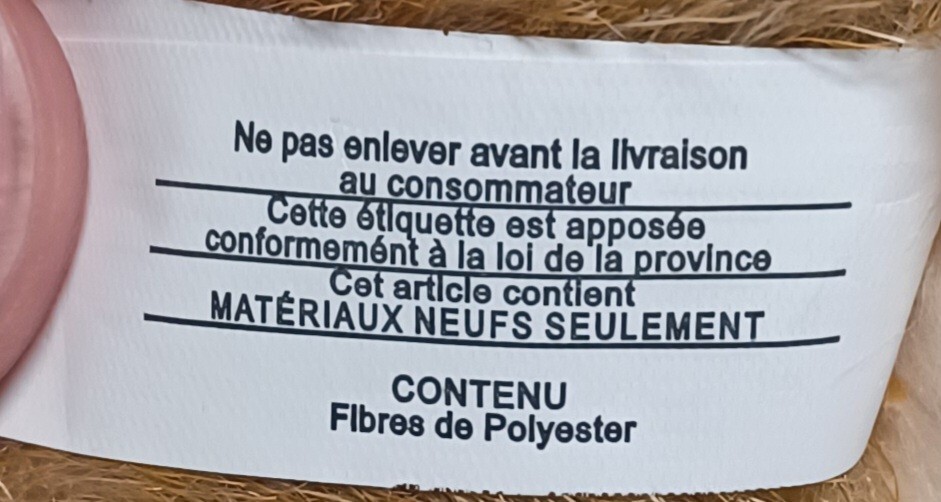 Ne pas enlever avant la livraison
au consommateur
Cette étiquette est apposée
conformemént à la loi de la province
Cet article contient
MATÉRIAUX NEUFS SEULEMENT
CONTENU
Fibres de Polyester